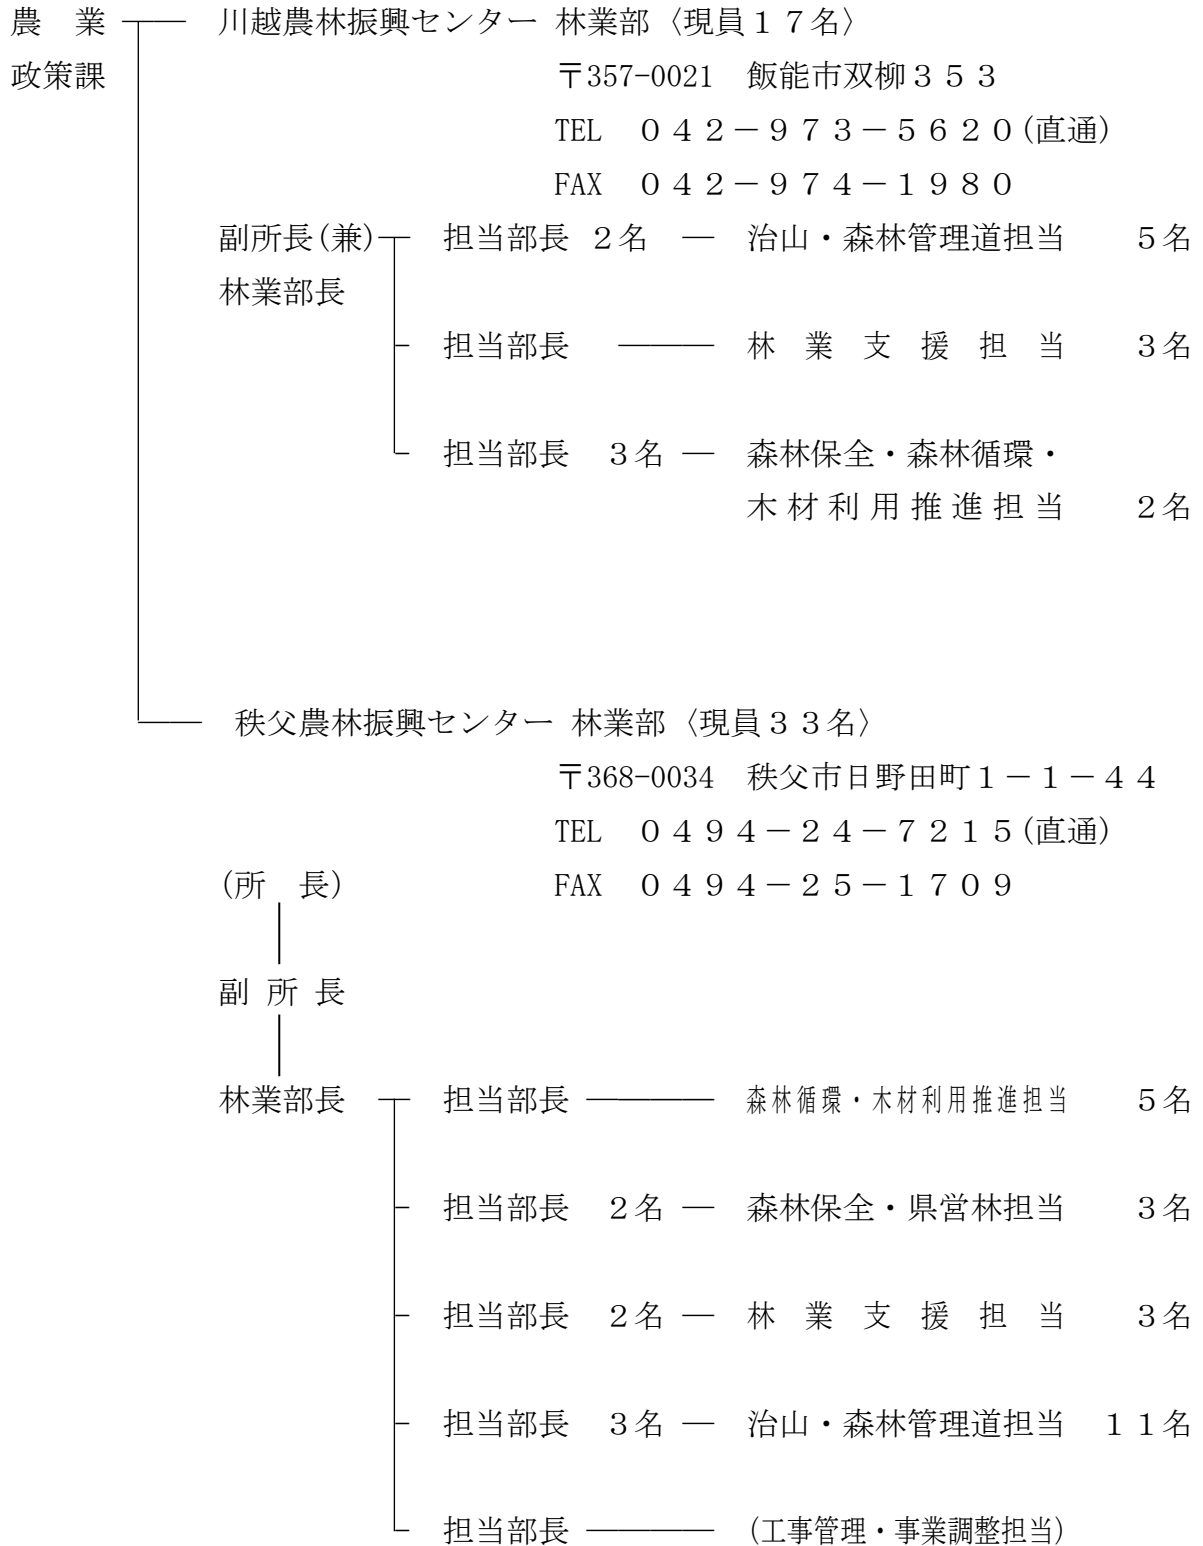 農　業　川越農林振興センター 林業部〈現員１７名〉
政策課　〒357-0021　飯能市双柳３５３
TEL　０４２－９７３－５６２０(直通)
FAX　０４２－９７４－１９８０
副所長(兼)　担当部長 ２名 ― 治山・森林管理道担当　５名
林業部長
担当部長　―――　林　業　支　援　担　当　３名
担当部長　３名 ― 森林保全・森林循環・
木材利用推進担当　２名
秩父農林振興センター 林業部〈現員３３名〉
〒368-0034　秩父市日野田町１－１－４４
TEL　０４９４－２４－７２１５(直通)
(所　長)　FAX　０４９４－２５－１７０９
副 所 長
林業部長　担当部長 ―――― 森林循環・木材利用推進担当　５名
担当部長　２名 ― 森林保全・県営林担当　３名
担当部長　２名 ― 林　業　支　援　担　当　３名
担当部長　３名 ― 治山・森林管理道担当　１１名
担当部長 ―――― (工事管理・事業調整担当)